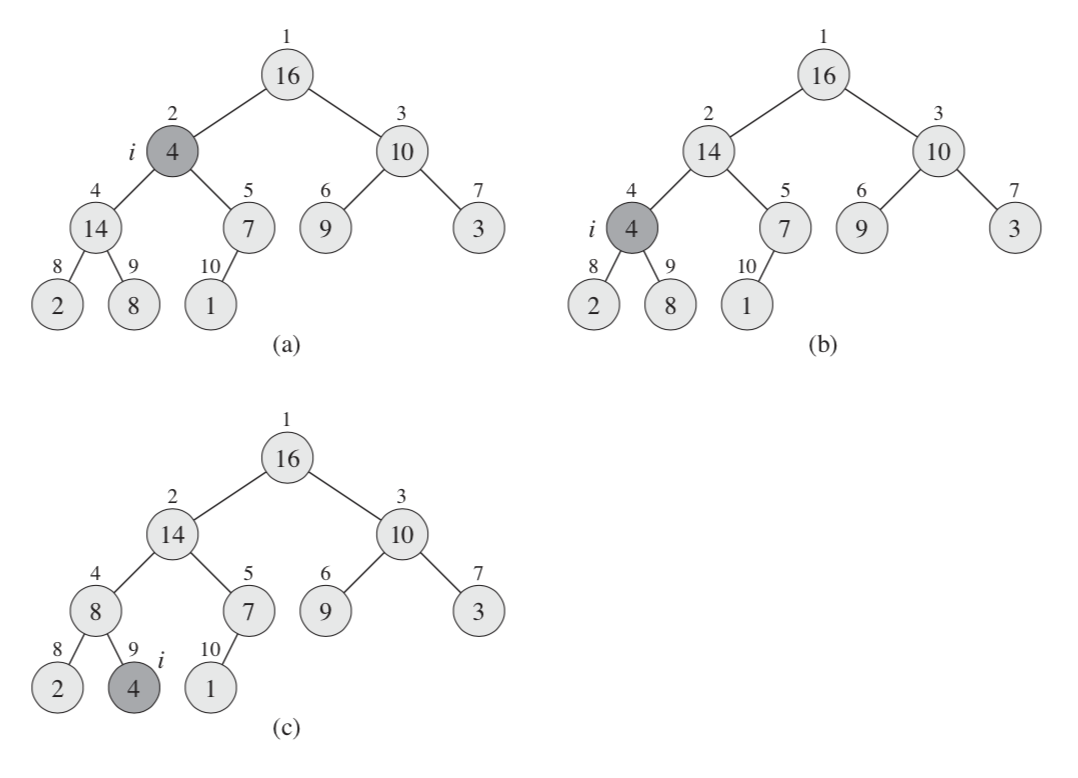 1 1
16 16
2 3 2 3
i 4 10 14 10
4 5 6 7 4 5 6 7
14 7 9 3 i 4 7 9 3
8 9 10 8 9 10
2 8 1 2 8 1
(a) (b)
1
16
2 3
14 10
4 5 6 7
8 7 9 3
8 9 i 10
2 4 1
(c)